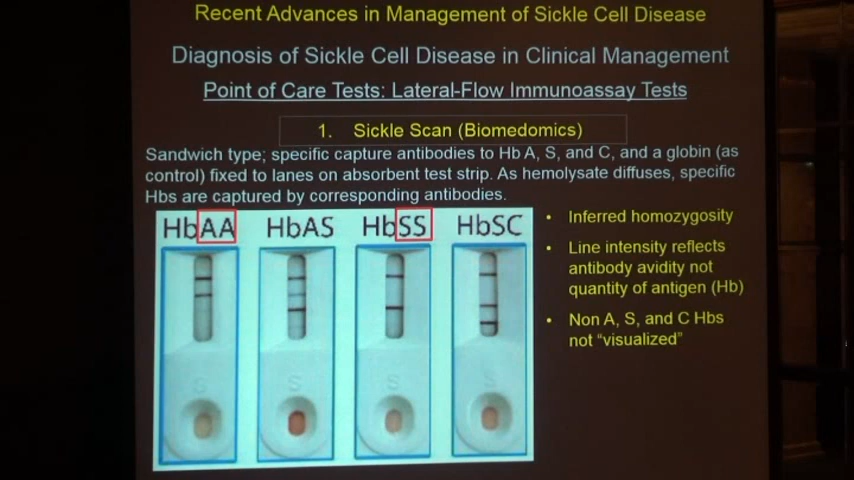 Recent Advances in Management of Sickle Cell Disease
Diagnosis of Sickle Cell Disease in Clinical Management
Point of Care Tests: Lateral-Flow Immunoassay Tests
1. Sickle Scan (Biomedomics)
Sandwich type; specific capture antibodies to Hb A, S, and C, and a globin (as
control) fixed to lanes on absorbent test strip. As hemolysate diffuses, specific
Hbs are captured by corresponding antibodies.
HbAA HbAS HbSS HbSC
S S S S
• Inferred homozygosity
• Line intensity reflects
antibody avidity not
quantity of antigen (Hb)
• Non A, S, and C Hbs
not “visualized”